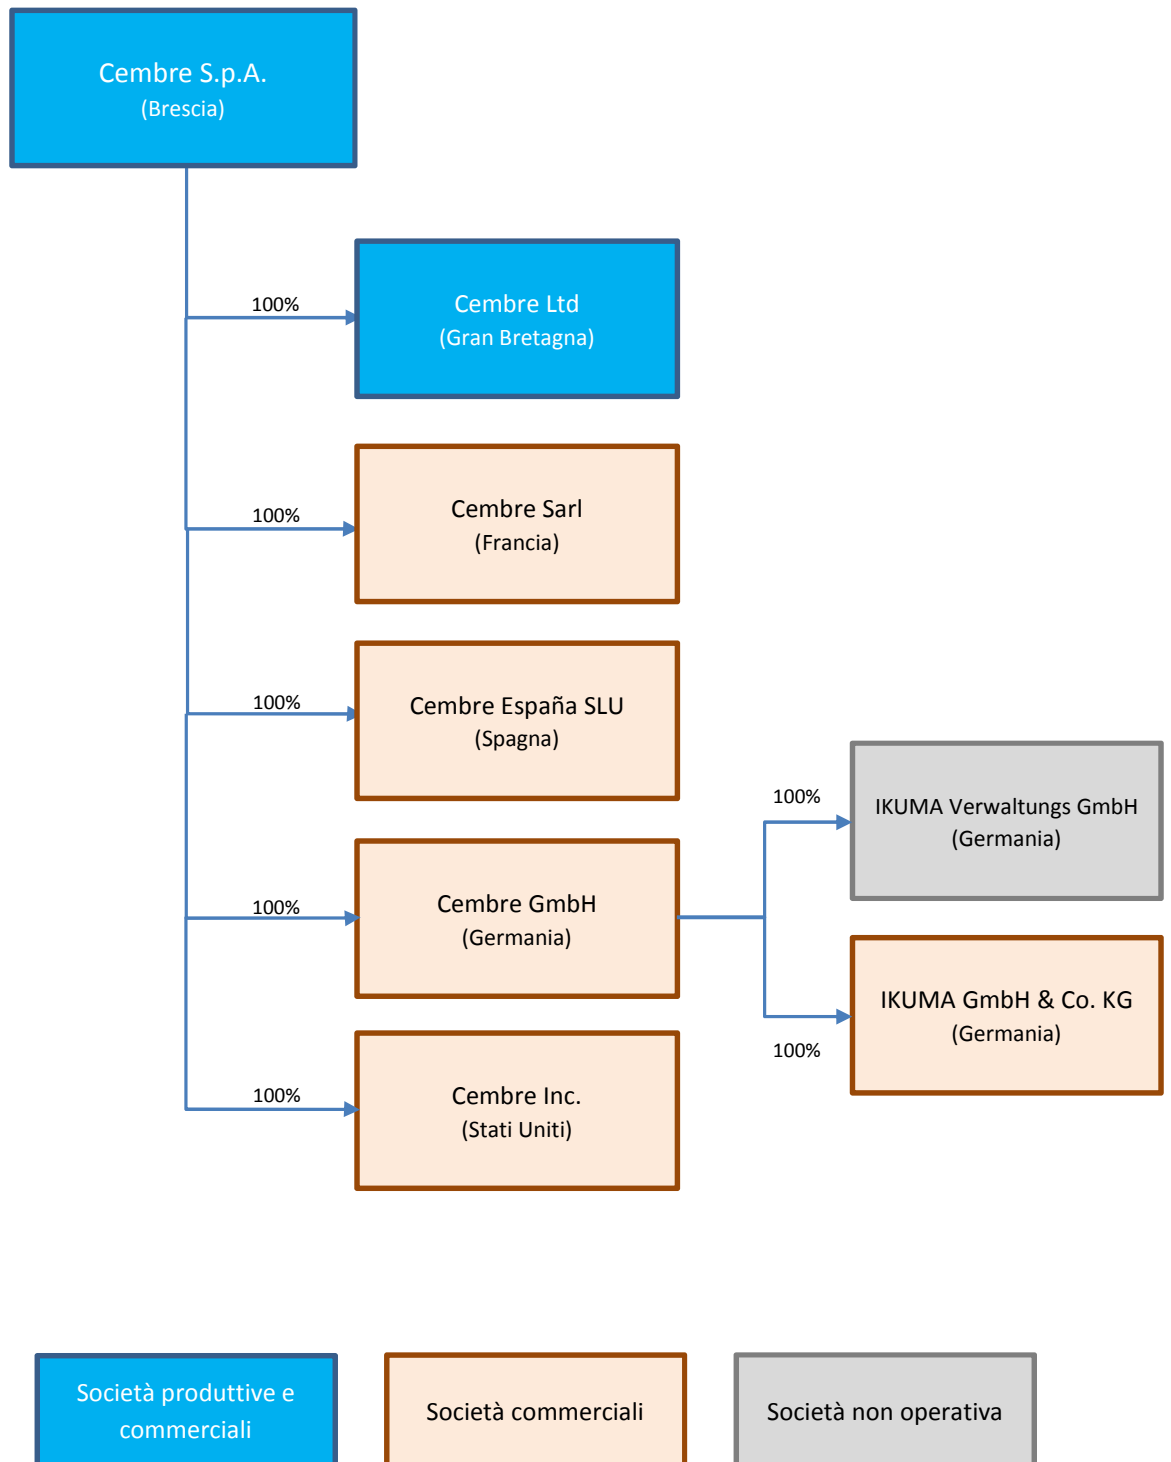 Cembre S.p.A.
(Brescia)
100%
Cembre Ltd
(Gran Bretagna)
100%
Cembre Sarl
(Francia)
100%
Cembre España SLU
(Spagna)
100%
IKUMA Verwaltungs GmbH
(Germania)
100%
Cembre GmbH
(Germania)
IKUMA GmbH & Co. KG
(Germania)
100%
100%
Cembre Inc.
(Stati Uniti)
Società produttive e
commerciali
Società commerciali
Società non operativa